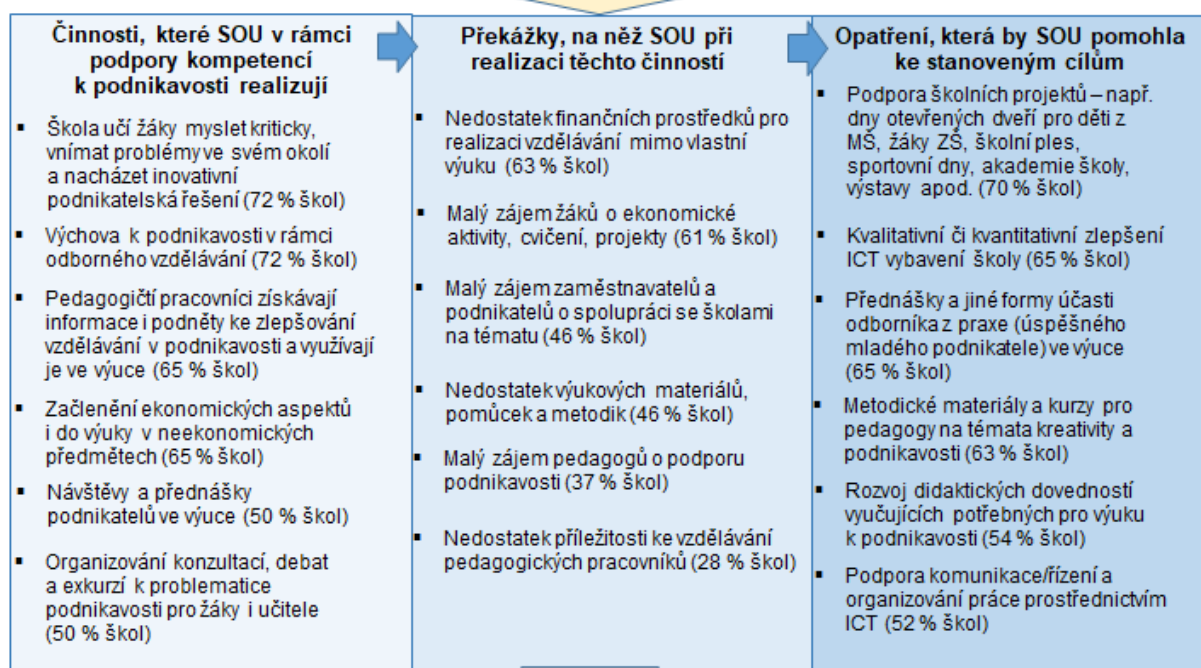 Činnosti, které SOU v rámci
podpory kompetencí
k podnikavosti realizují
▪ Škola učí žáky myslet kriticky,
vnímat problémy ve svém okolí
a nacházet inovativní
podnikatelská řešení (72 % škol)
▪ Výchova k podnikavosti v rámci
odborného vzdělávání (72 % škol)
▪ Pedagogičtí pracovníci získávají
informace i podněty ke zlepšování
vzdělávání v podnikavosti a využívají
je ve výuce (65 % škol)
▪ Začlenění ekonomických aspektů
i do výuky v neekonomických
předmětech (65 % škol)
▪ Návštěvy a přednášky
podnikatelů ve výuce (50 % škol)
▪ Organizování konzultací, debat
a exkurzí k problematice
podnikavosti pro žáky i učitele
(50 % škol)
Překážky, na něž SOU při
realizaci těchto činností
▪ Nedostatek finančních prostředků pro
realizaci vzdělávání mimo vlastní
výuku (63 % škol)
▪ Malý zájem žáků o ekonomické
aktivity, cvičení, projekty (61 % škol)
▪ Malý zájem zaměstnavatelů a
podnikatelů o spolupráci se školami
na tématu (46 % škol)
▪ Nedostatek výukových materiálů,
pomůcek a metodik (46 % škol)
▪ Malý zájem pedagogů o podporu
podnikavosti (37 % škol)
▪ Nedostatek příležitosti ke vzdělávání
pedagogických pracovníků (28 % škol)
Opatření, která by SOU pomohla
ke stanoveným cílům
▪ Podpora školních projektů – např.
dny otevřených dveří pro děti z
MŠ, žáky ZŠ, školní ples,
sportovní dny, akademie školy,
výstavy apod. (70 % škol)
▪ Kvalitativní či kvantitativní zlepšení
ICT vybavení školy (65 % škol)
▪ Přednášky a jiné formy účasti
odborníka z praxe (úspěšného
mladého podnikatele) ve výuce
(65 % škol)
▪ Metodické materiály a kurzy pro
pedagogy na témata kreativity a
podnikavosti (63 % škol)
▪ Rozvoj didaktických dovedností
vyučujících potřebných pro výuku
k podnikavosti (54 % škol)
▪ Podpora komunikace/řízení a
organizování práce prostřednictvím
ICT (52 % škol)